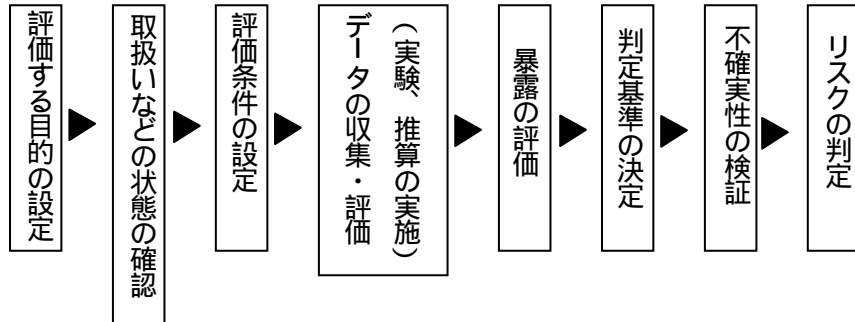 評価する目的の設定
取扱いなどの状態の確認
評価条件の設定
データの収集・評価
（実験、推算の実施）
暴露の評価
判定基準の決定
不確実性の検証
リスクの判定